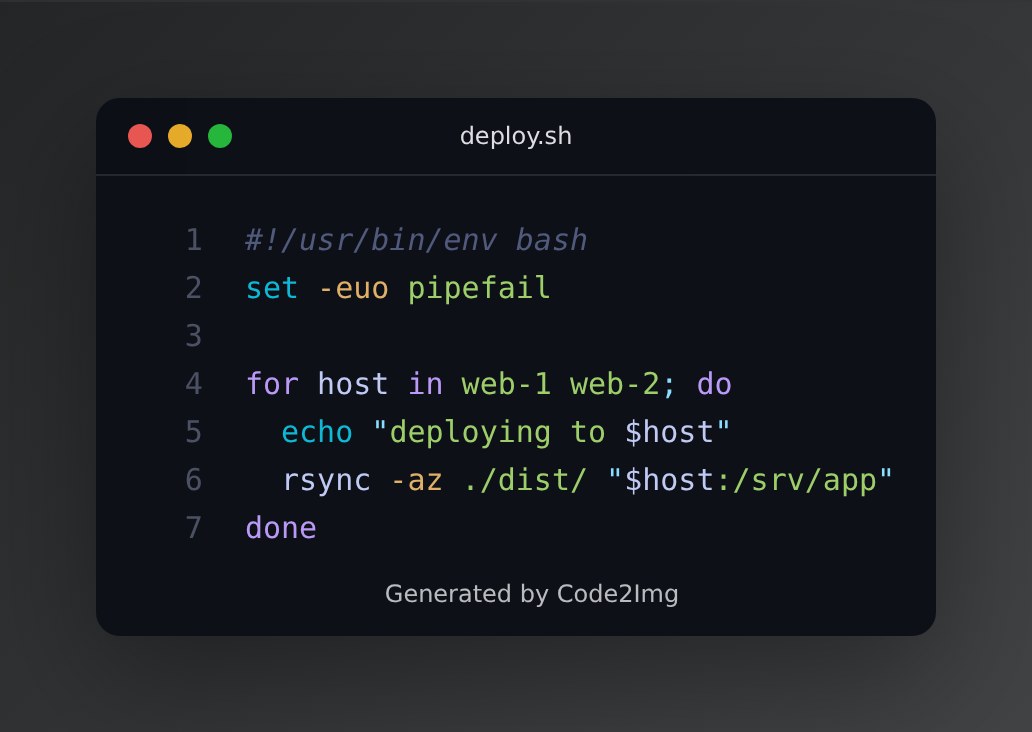 deploy.sh
1 #!/usr/bin/env bash
2 set -euo pipefail
3
4 for host in web-1 web-2; do
5   echo "deploying to $host"
6   rsync -az ./dist/ "$host:/srv/app"
7 done
Generated by Code2Img